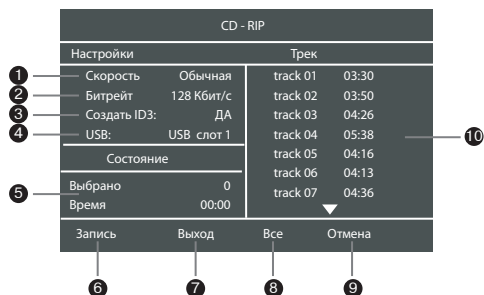 CD - RIP
Настройки Трек
1 Скорость Обычная track 01 03:30
2 Битрейт 128 Кбит/с track 02 03:50
3 Создать ID3: ДА track 03 04:26
4 USB: USB слот 1 track 04 05:38 10
Состояние track 05 04:16
track 06 04:13
5 Выбрано 0 track 07 04:36
Время 00:00
Запись Выход Все Отмена
6 7 8 9